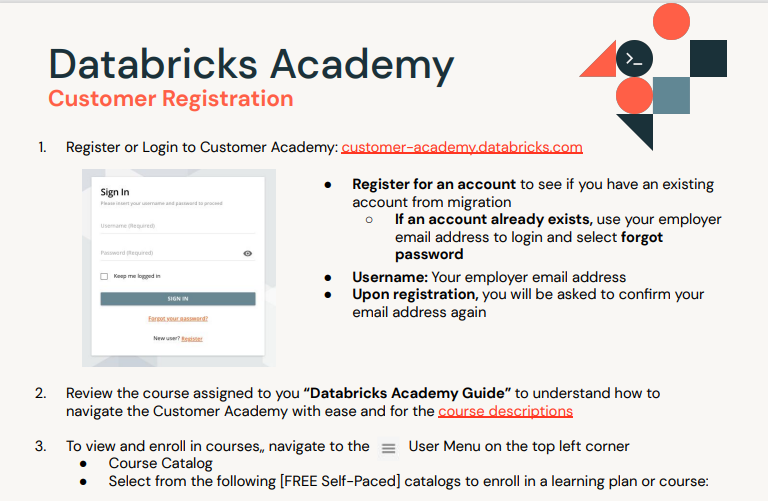 Databricks Academy
Customer Registration
1. Register or Login to Customer Academy: customer-academy.databricks.com
Sign In
Please insert your username and password to proceed
Username (Required)
Password (Required)
Keep me logged in
SIGN IN
Forgot your password?
New user? Register
● Register for an account to see if you have an existing
account from migration
○ If an account already exists, use your employer
email address to login and select forgot
password
● Username: Your employer email address
● Upon registration, you will be asked to confirm your
email address again
2. Review the course assigned to you “Databricks Academy Guide” to understand how to
navigate the Customer Academy with ease and for the course descriptions
3. To view and enroll in courses,, navigate to the User Menu on the top left corner
● Course Catalog
● Select from the following [FREE Self-Paced] catalogs to enroll in a learning plan or course: